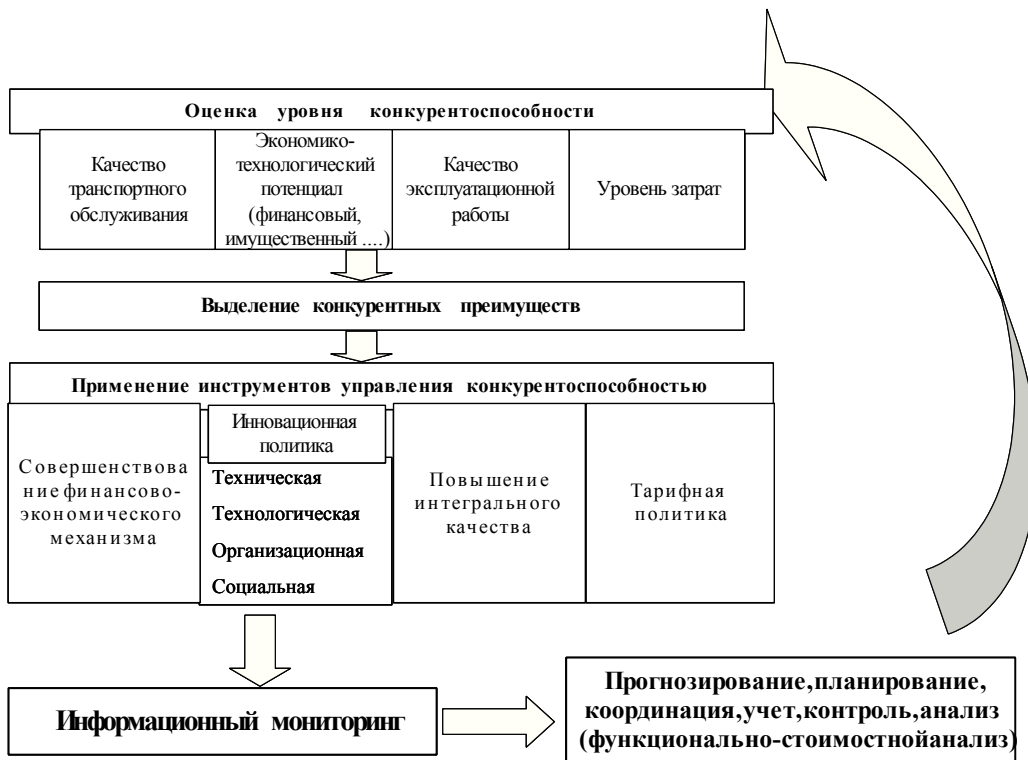 Оценка уровня конкурентоспособности
Качество
транспортного
обслуживания
Экономико-
технологический
потенциал
(финансовый,
имущественный ....)
Качество
эксплуатационной
работы
Уровень затрат
Выделение конкурентных преимуществ
Применение инструментов управления конкурентоспособностью
Совершенствова
ние финансово-
экономического
механизма
Инновационная
политика
Техническая
Технологическая
Организационная
Социальная
Повышение
интегрального
качества
Тарифная
политика
Информационный мониторинг
Прогнозирование,планирование,
координация,учет,контроль,анализ
(функционально-стоимостнойанализ)